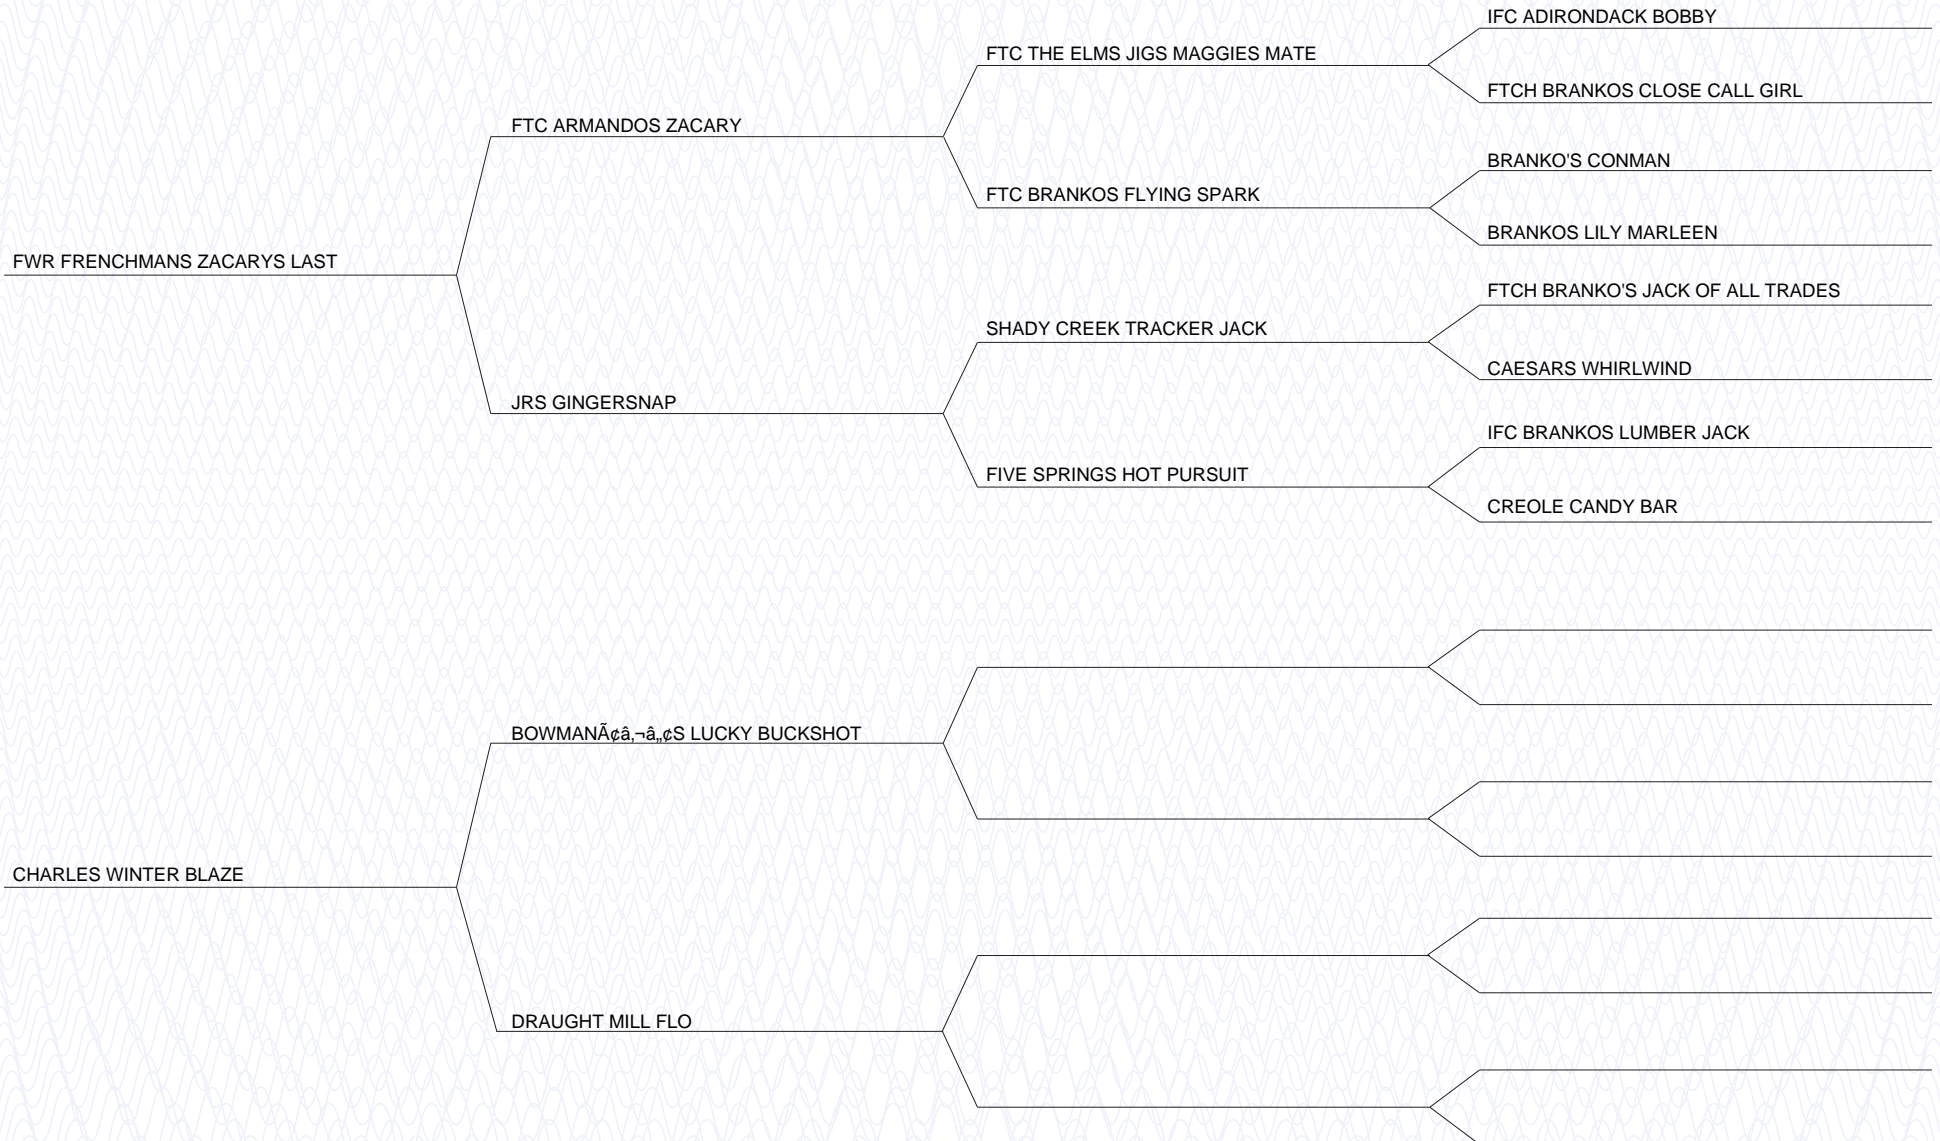 IFC ADIRONDACK BOBBY
FTC THE ELMS JIGS MAGGIES MATE
FTCH BRANKOS CLOSE CALL GIRL
FTC ARMANDOS ZACARY
BRANKO'S CONMAN
FTC BRANKOS FLYING SPARK
BRANKOS LILY MARLEEN
FWR FRENCHMANS ZACARYS LAST
FTCH BRANKO'S JACK OF ALL TRADES
SHADY CREEK TRACKER JACK
CAESARS WHIRLWIND
JRS GINGERSNAP
IFC BRANKOS LUMBER JACK
FIVE SPRINGS HOT PURSUIT
CREOLE CANDY BAR
BOWMANÃ¢â‚¬â„¢S LUCKY BUCKSHOT
CHARLES WINTER BLAZE
DRAUGHT MILL FLO